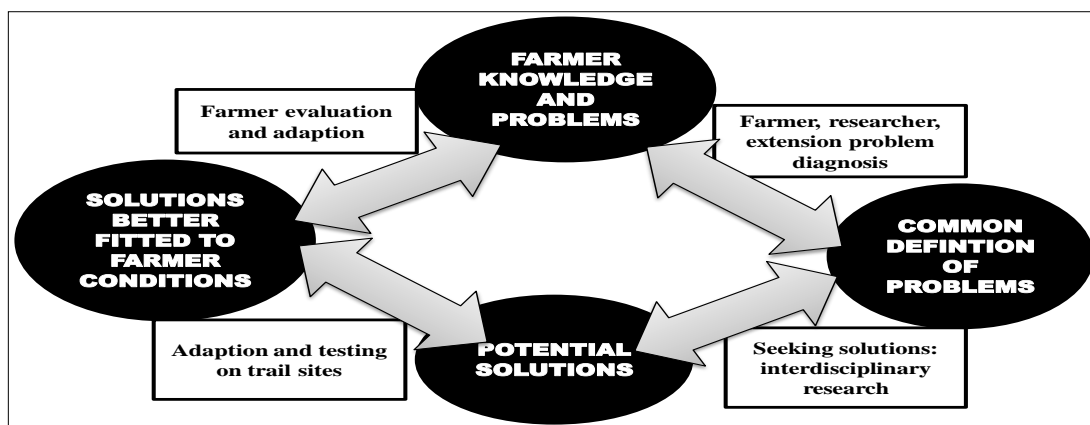 FARMER
KNOWLEDGE
AND
PROBLEMS
Farmer evaluation
and adaption
Farmer, researcher,
extension problem
diagnosis
SOLUTIONS
BETTER
FITTED TO
FARMER
CONDITIONS
COMMON
DEFINTION
OF
PROBLEMS
Adaption and testing
on trail sites
POTENTIAL
SOLUTIONS
Seeking solutions:
interdisciplinary
research